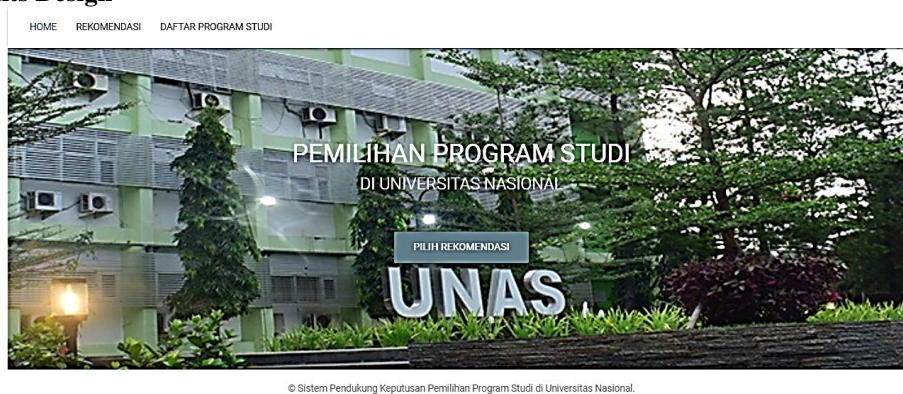 Design
HOME REKOMENDASI DAFTAR PROGRAM STUDI
PEMILIHAN PROGRAM STUDI
DI UNIVERSITAS NASIONAL
PILIH REKOMENDASI
UNAS
© Sistem Pendukung Keputusan Pemilihan Program Studi di Universitas Nasional.